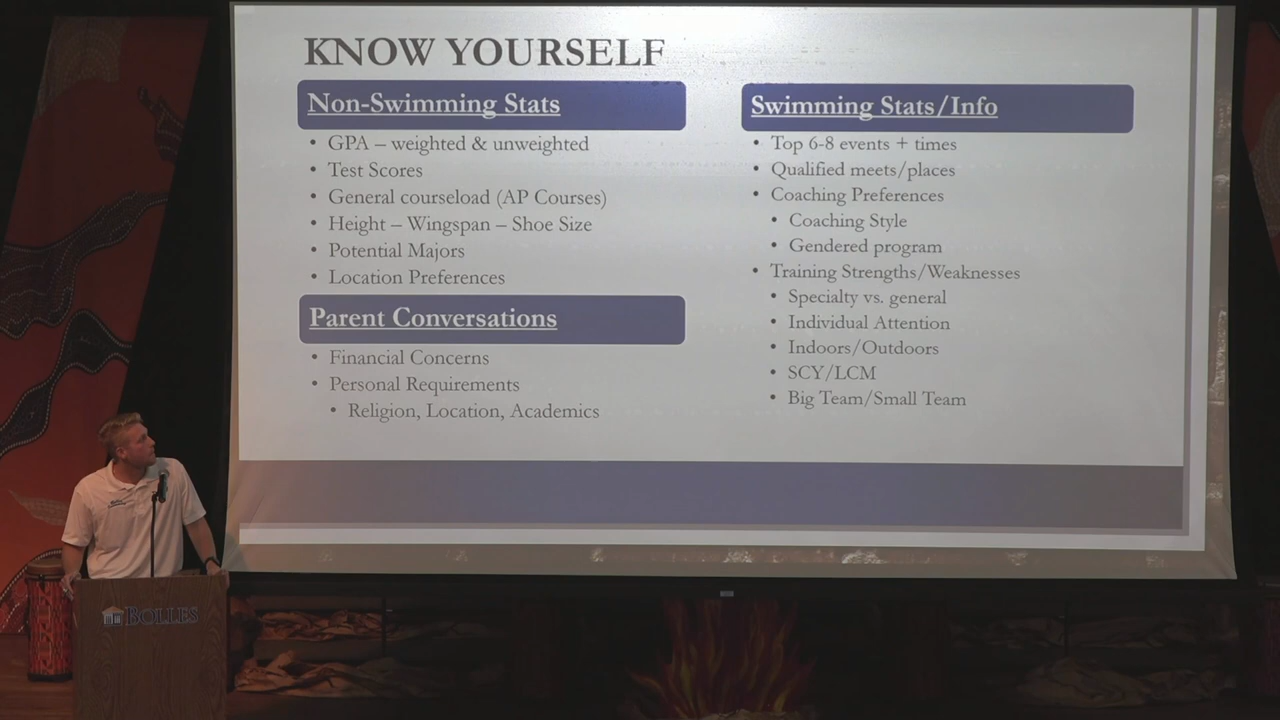 KNOW YOURSELF
Non-Swimming Stats
• GPA – weighted & unweighted
• Test Scores
• General courseload (AP Courses)
• Height – Wingspan – Shoe Size
• Potential Majors
• Location Preferences
Parent Conversations
• Financial Concerns
• Personal Requirements
• Religion, Location, Academics
Swimming Stats/Info
• Top 6-8 events + times
• Qualified meets/places
• Coaching Preferences
• Coaching Style
• Gendered program
• Training Strengths/Weaknesses
• Specialty vs. general
• Individual Attention
• Indoors/Outdoors
• SCY/LCM
• Big Team/Small Team
BOLLES